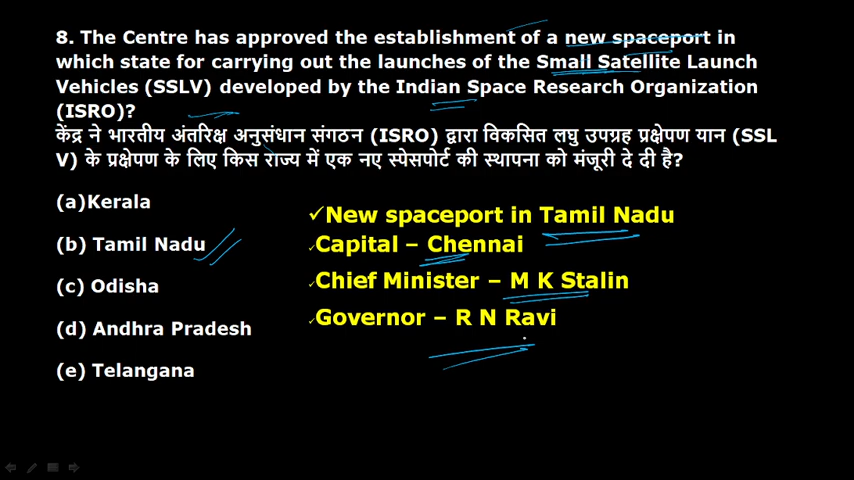 8. The Centre has approved the establishment of a new spaceport in
which state for carrying out the launches of the Small Satellite Launch
Vehicles (SSLV) developed by the Indian Space Research Organization
(ISRO)?
केंद्र ने भारतीय अंतरिक्ष अनुसंधान संगठन (ISRO) द्वारा विकसित लघु उपग्रह प्रक्षेपण यान (SSL
V) के प्रक्षेपण के लिए किस राज्य में एक नए स्पेसपोर्ट की स्थापना को मंजूरी दे दी है?
(a)Kerala
(b) Tamil Nadu
(c) Odisha
(d) Andhra Pradesh
(e) Telangana
✓New spaceport in Tamil Nadu
✓Capital – Chennai
✓Chief Minister – M K Stalin
✓Governor – R N Ravi